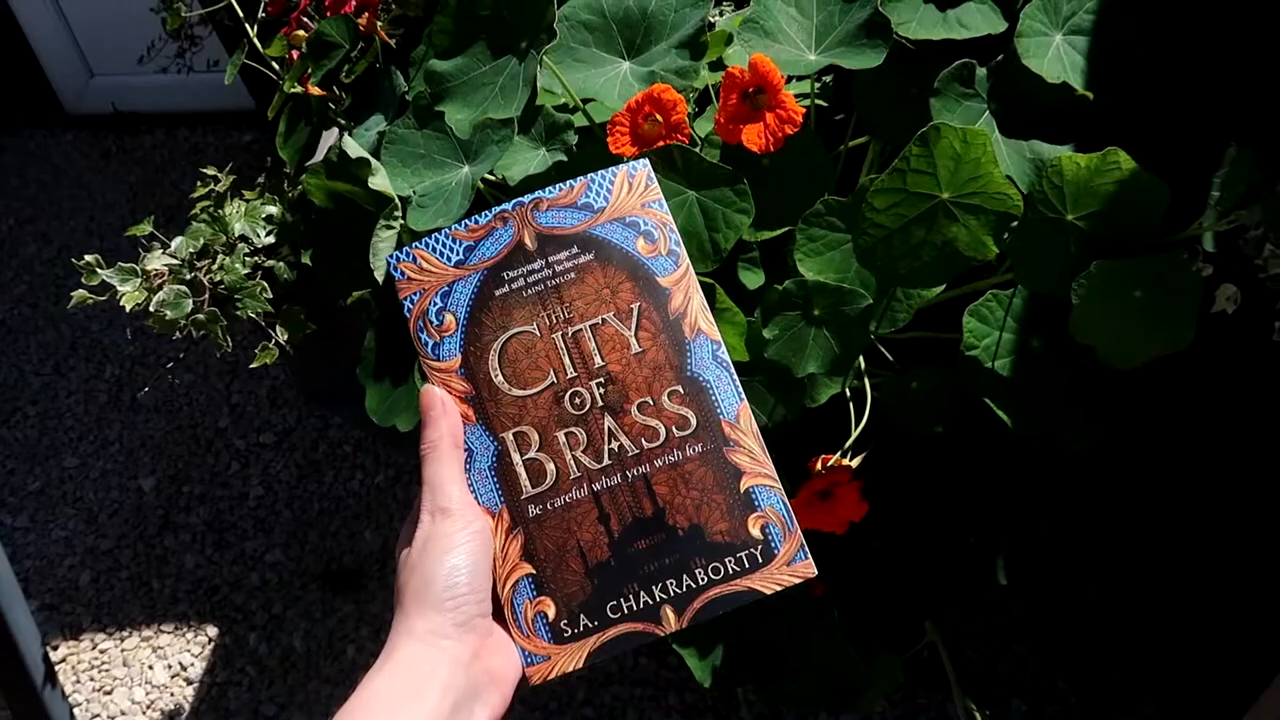 'Dizzyingly magical,
and still utterly believable'
LAINI TAYLOR
THE
CITY
OF
BRASS
Be careful what you wish for...
S.A. CHAKRABORTY